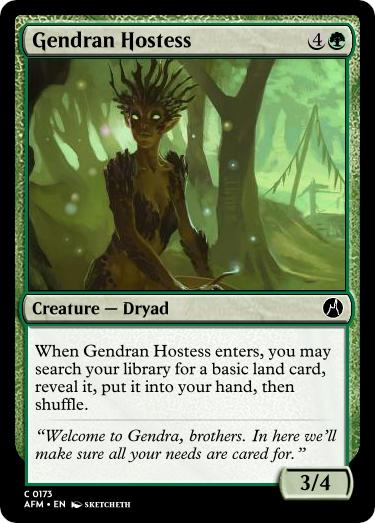 Gendran Hostess 4
Creature — Dryad
When Gendran Hostess enters, you may
search your library for a basic land card,
reveal it, put it into your hand, then
shuffle.
“Welcome to Gendra, brothers. In here we’ll
make sure all your needs are cared for.”
3/4
C 0173
AFM • EN SKETCHETH